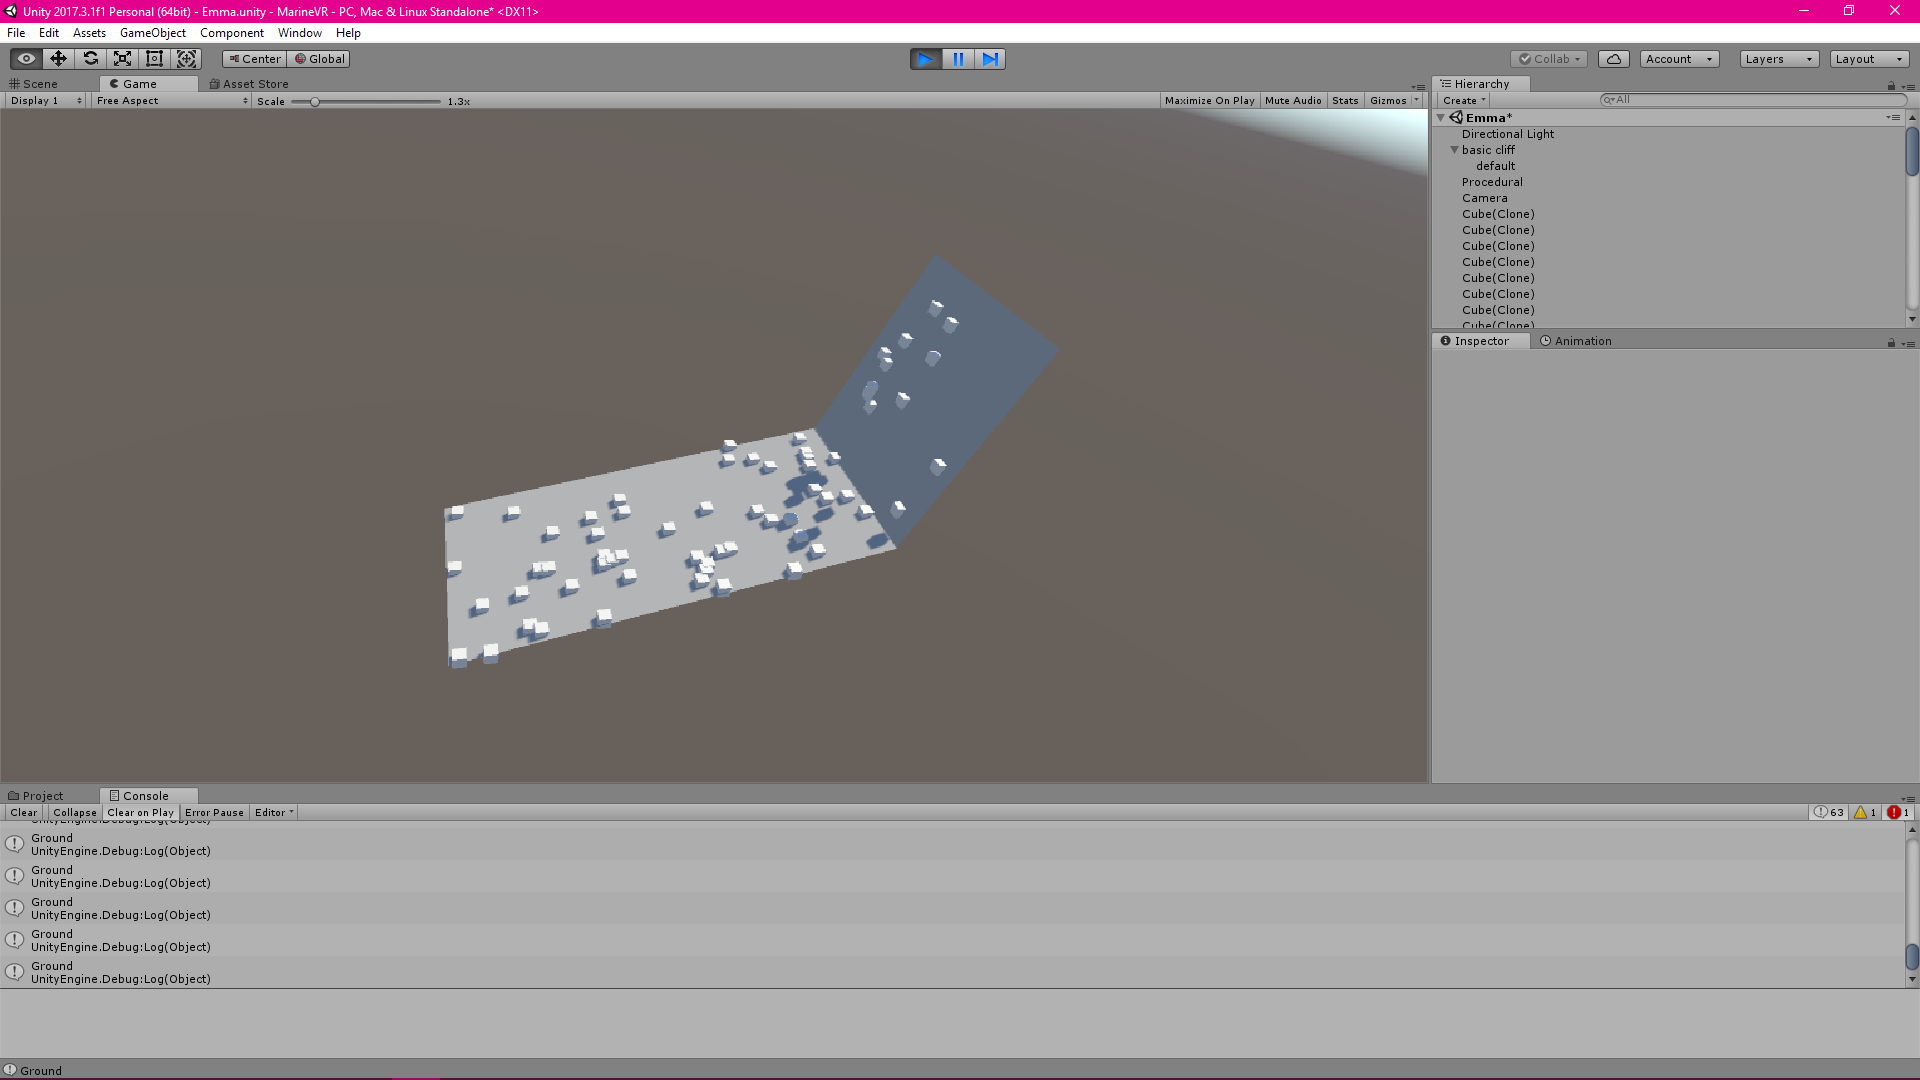 Unity 2017.3.1f1 Personal (64bit) - Emma.unity - MarineVR - PC, Mac & Linux Standalone* <DX11>
File Edit Assets GameObject Component Window Help
Center Global Collab Account Layers Layout
Scene Game Asset Store
Display 1 Free Aspect Scale 1.3x Maximize On Play Mute Audio Stats Gizmos
Hierarchy
Create All
Emma*
Directional Light
basic cliff
default
Procedural
Camera
Cube(Clone)
Cube(Clone)
Cube(Clone)
Cube(Clone)
Cube(Clone)
Cube(Clone)
Cube(Clone)
Cube(Clone)
Inspector Animation
Project Console
Clear Collapse Clear on Play Error Pause Editor 63 1 1
UnityEngine.Debug:Log(Object)
Ground
UnityEngine.Debug:Log(Object)
Ground
UnityEngine.Debug:Log(Object)
Ground
UnityEngine.Debug:Log(Object)
Ground
UnityEngine.Debug:Log(Object)
Ground
UnityEngine.Debug:Log(Object)
Ground